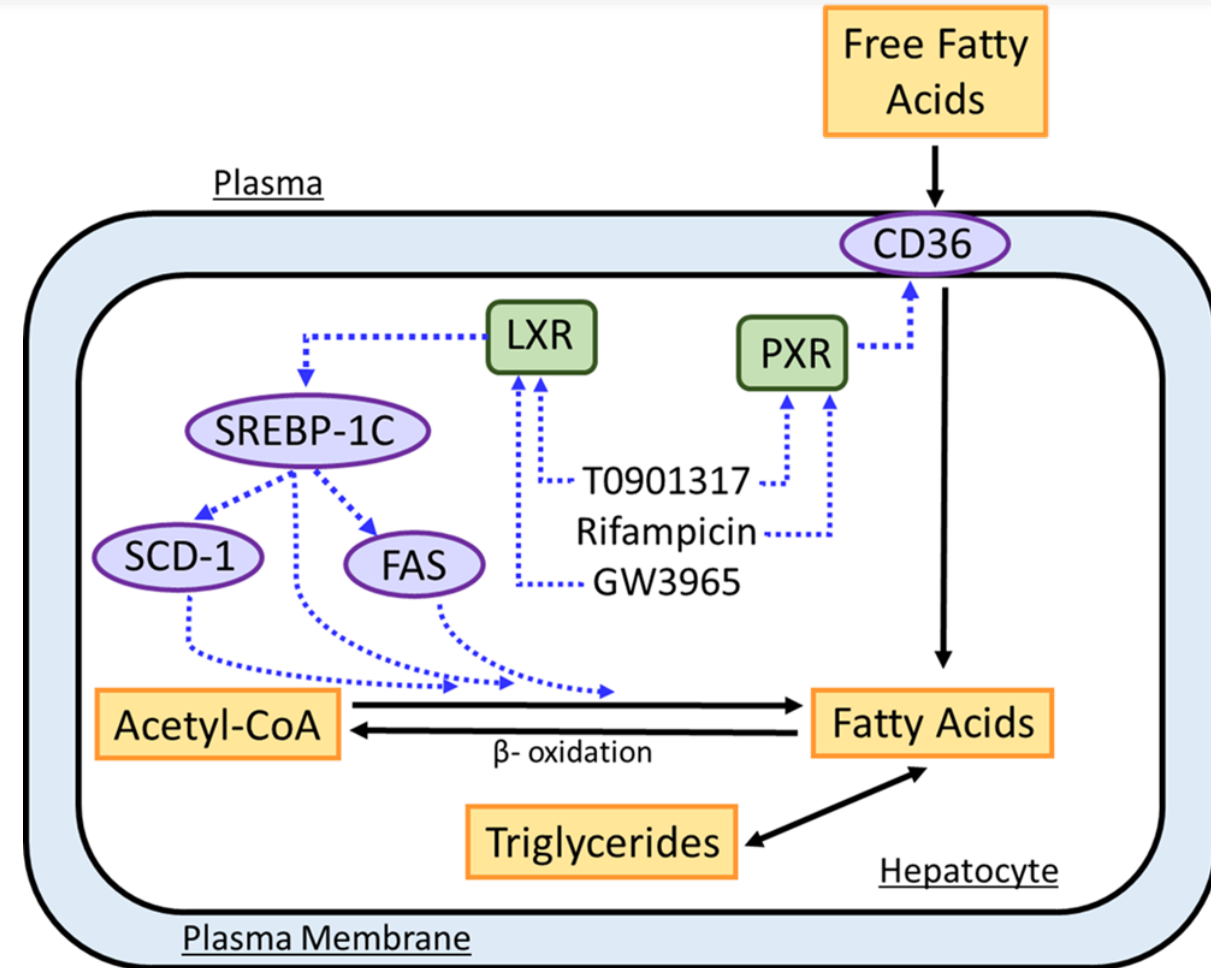 Free Fatty
Acids
Plasma
CD36
LXR
PXR
SREBP-1C
T0901317
Rifampicin
SCD-1
FAS
GW3965
Acetyl-CoA
Fatty Acids
β- oxidation
Triglycerides
Hepatocyte
Plasma Membrane